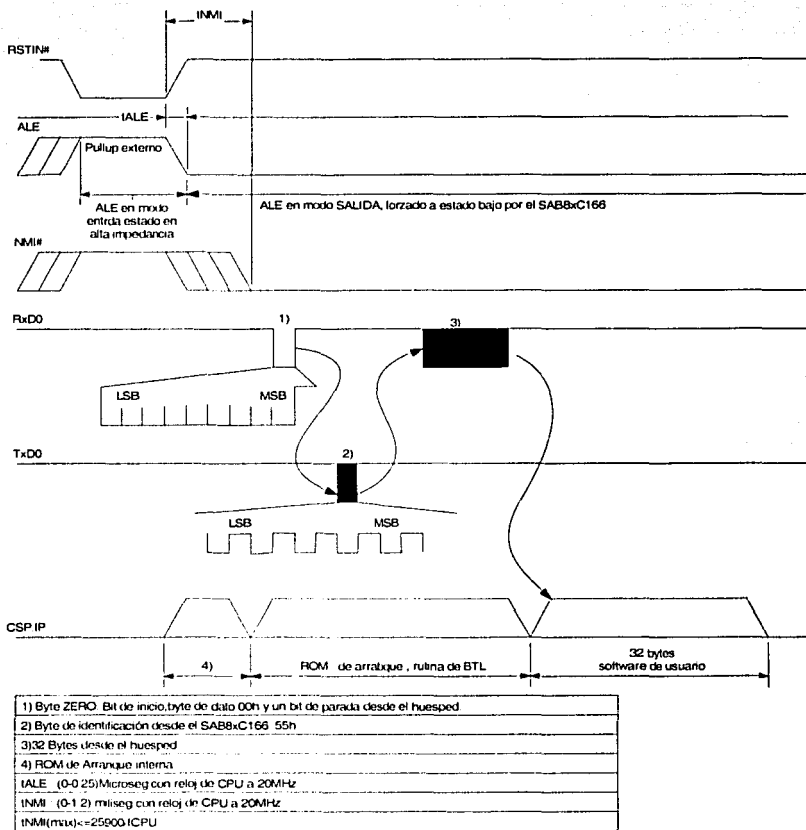 tNMI
RSTIN#
tALE
ALE
Pullup externo
ALE en modo
entrda estado en
alta impedancia
ALE en modo SALIDA, lorzado a estado bajo por el SAB8xC166
NMI#
RxD0
1)
3)
LSB
MSB
TxD0
2)
LSB
MSB
CSP IP
4)
ROM de arranque , rutina de BTL
32 bytes
software de usuario
1) Byte ZERO. Bit de inicio,byte de dato 00h y un bit de parada desde el huesped
2) Byte de identificación desde el SAB8xC166 55h
3)32 Bytes desde el huesped
4) ROM de Arranque interna
tALE (0-0.25)Microseg con reloj de CPU a 20MHz
tNMI (0-1.2) miliseg con reloj de CPU a 20MHz
tNMI(max)<=25900 tCPU